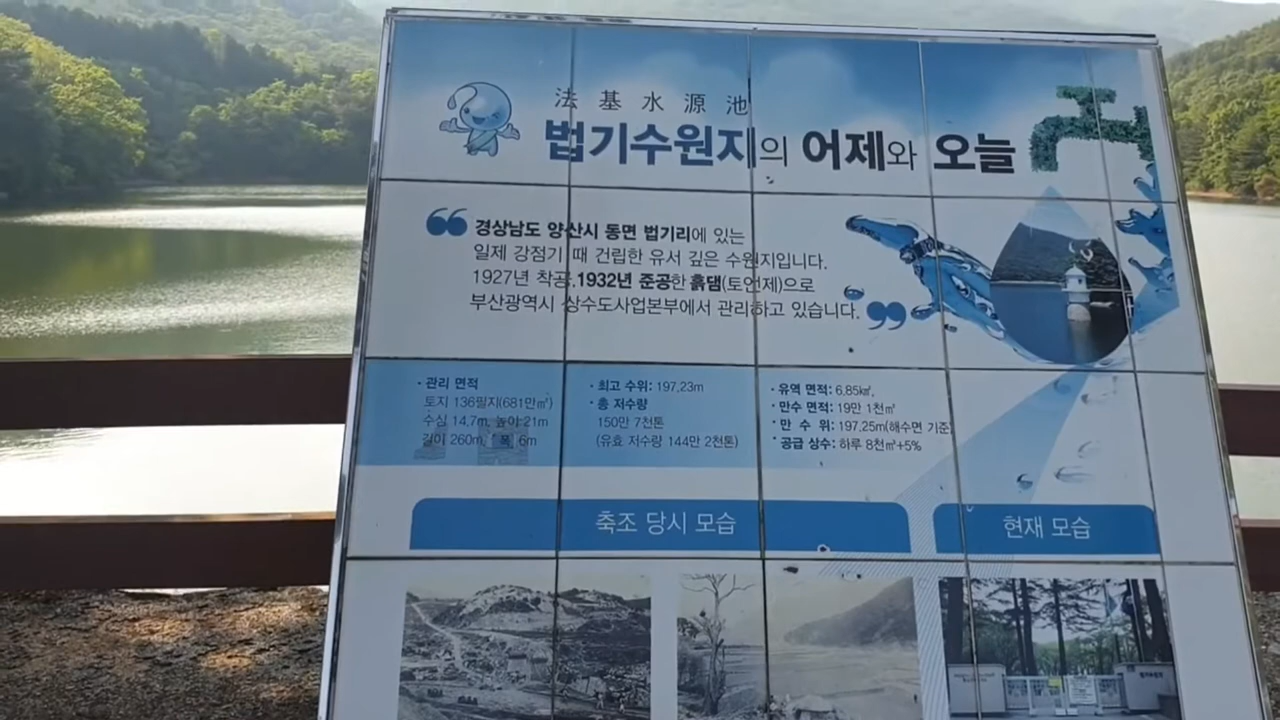 法基水源池
법기수원지의 어제와 오늘
경상남도 양산시 동면 법기리에 있는
일제 강점기 때 건립한 유서 깊은 수원지입니다.
1927년 착공, 1932년 준공한 흙댐(토언제)으로
부산광역시 상수도사업본부에서 관리하고 있습니다.
· 관리 면적
토지 136필지(681만㎡)
수심 14.7m, 높이 21m
길이 260m, 폭 6m
· 최고 수위: 197.23m
· 총 저수량
150만 7천톤
(유효 저수량 144만 2천톤)
· 유역 면적: 6.85㎢,
· 만수 면적: 19만 1천㎡
· 만 수 위: 197.25m(해수면 기준)
· 공급 상수: 하루 8천㎥+5%
축조 당시 모습
현재 모습